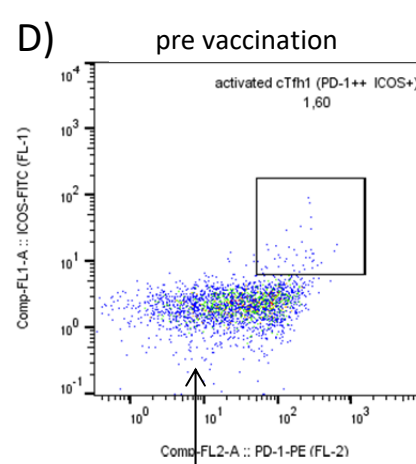 D) pre vaccination
activated cTfh1 (PD-1++ ICOS+)
1,60
10^4
10^3
10^2
10^1
10^0
10^-1
Comp-FL1-A :: ICOS-FITC (FL-1)
10^0 10^1 10^2 10^3
Comp-FL2-A :: PD-1-PE (FL-2)